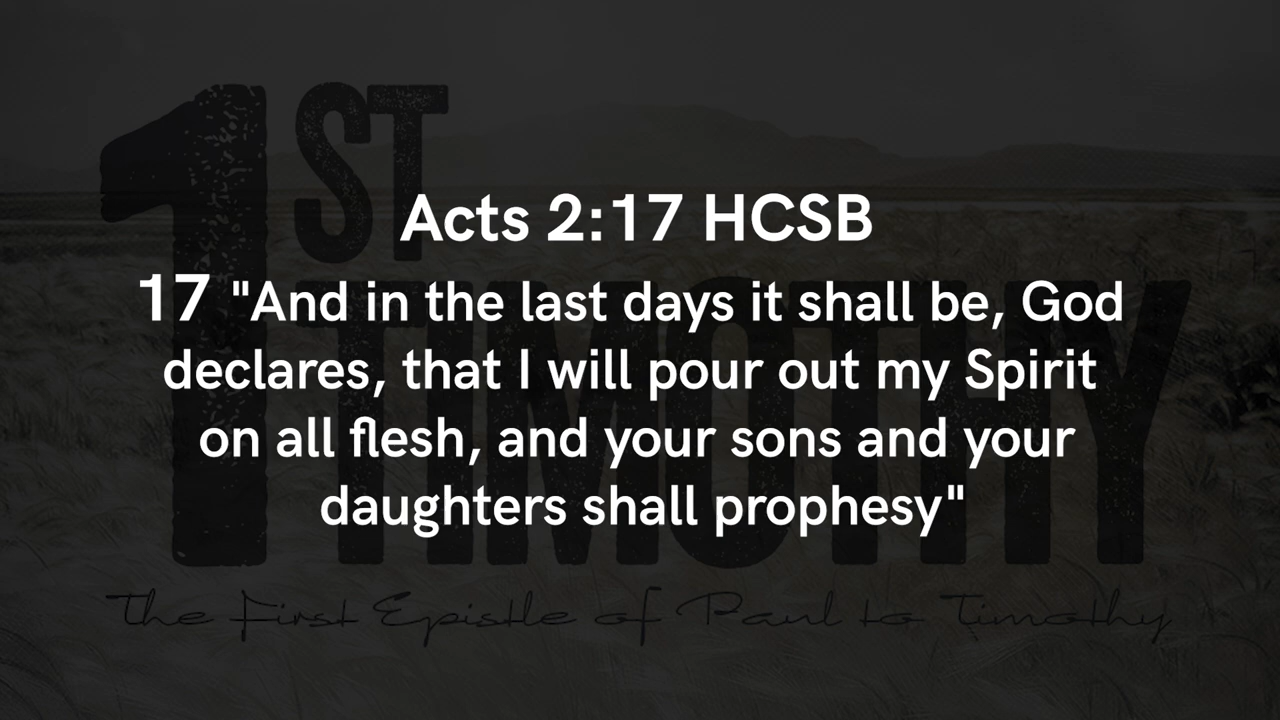 1ST
TIMOTHY
The First Epistle of Paul to Timothy
Acts 2:17 HCSB
17 "And in the last days it shall be, God
declares, that I will pour out my Spirit
on all flesh, and your sons and your
daughters shall prophesy"